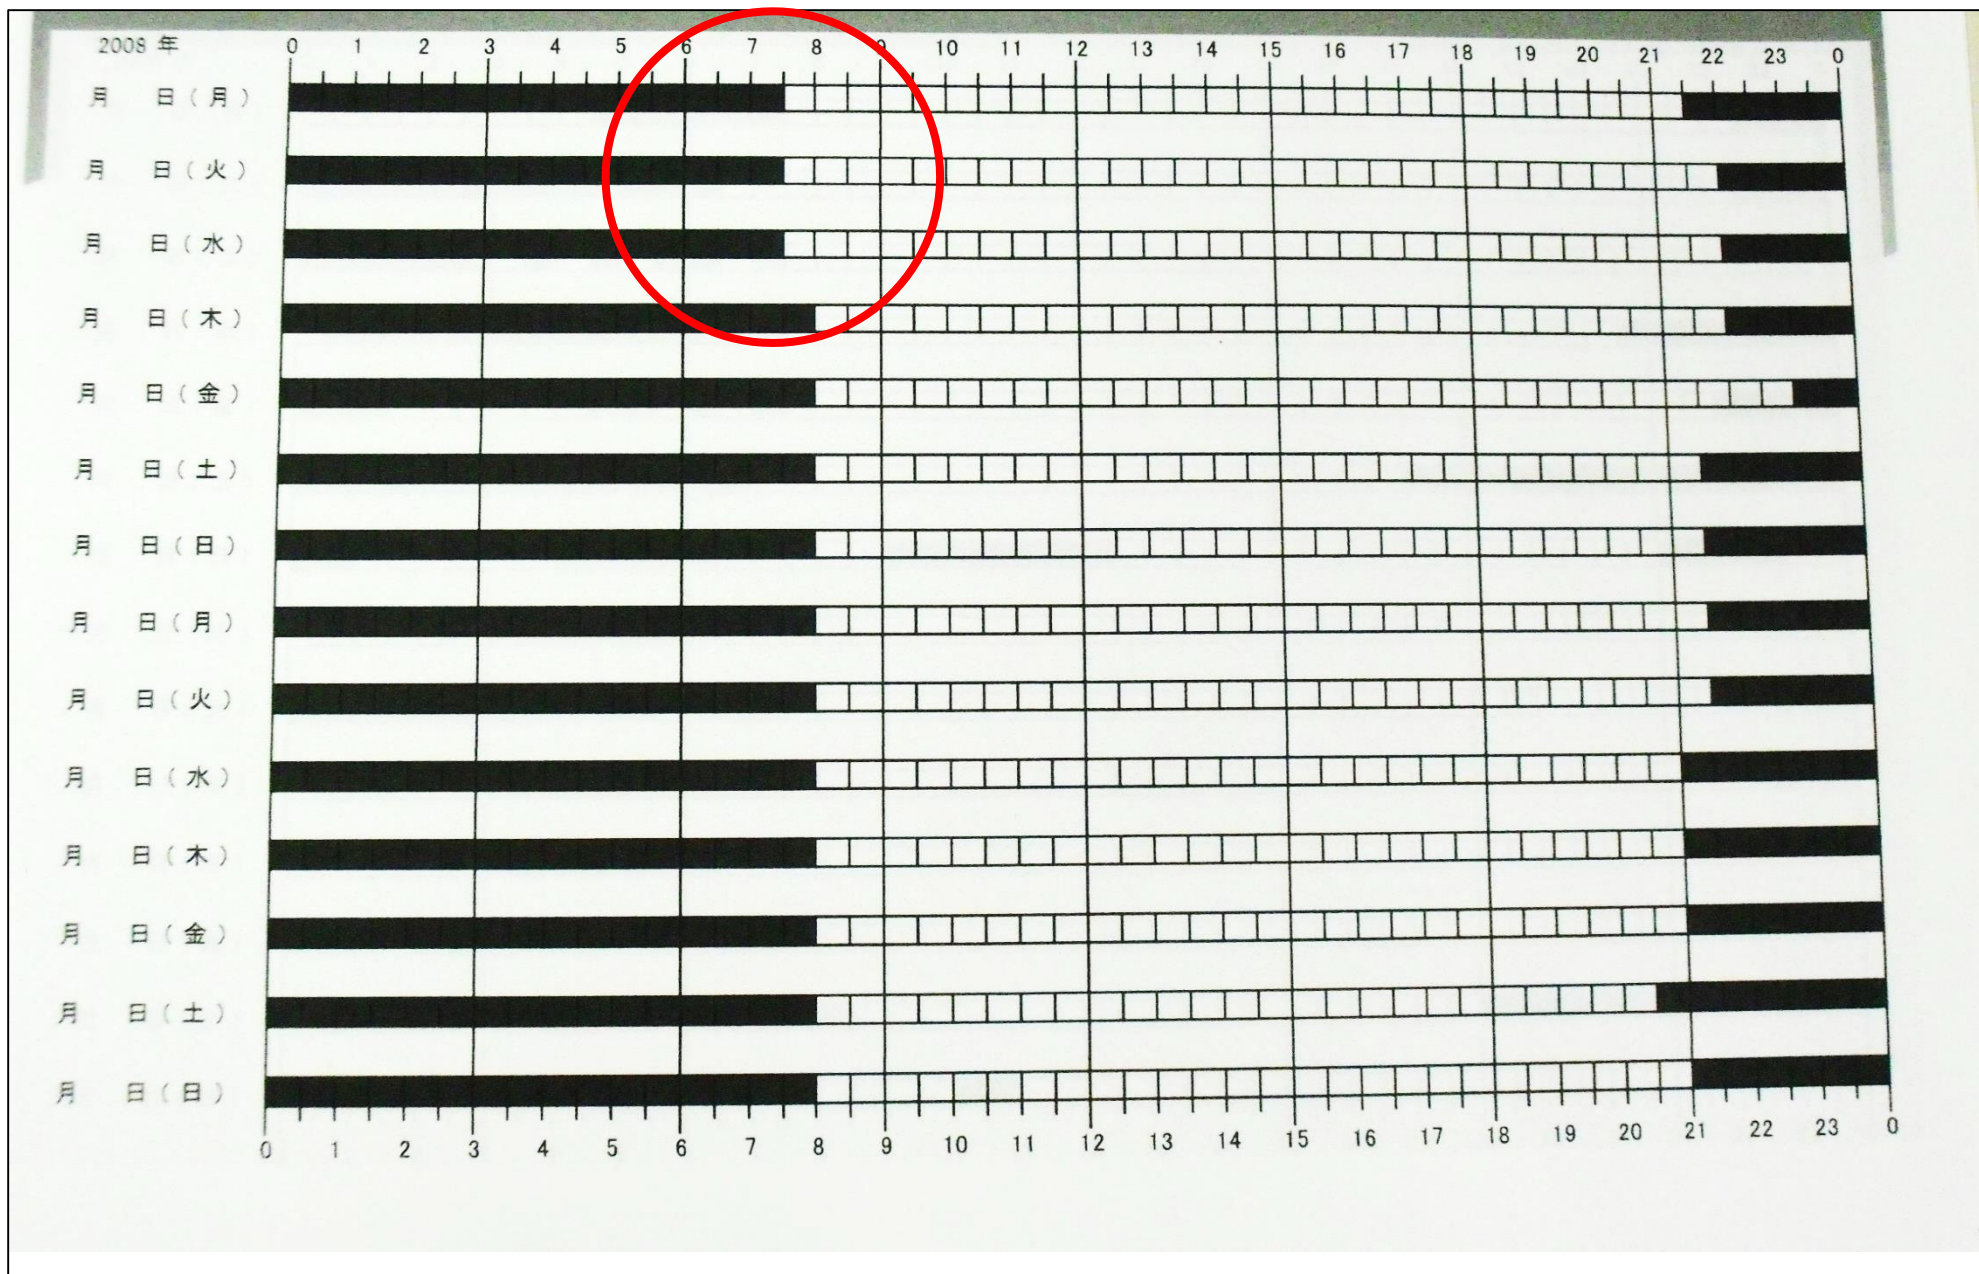 2008 年 0 1 2 3 4 5 6 7 8 9 10 11 12 13 14 15 16 17 18 19 20 21 22 23 0
月 日(月)
月 日(火)
月 日(水)
月 日(木)
月 日(金)
月 日(土)
月 日(日)
月 日(月)
月 日(火)
月 日(水)
月 日(木)
月 日(金)
月 日(土)
月 日(日)
0 1 2 3 4 5 6 7 8 9 10 11 12 13 14 15 16 17 18 19 20 21 22 23 0